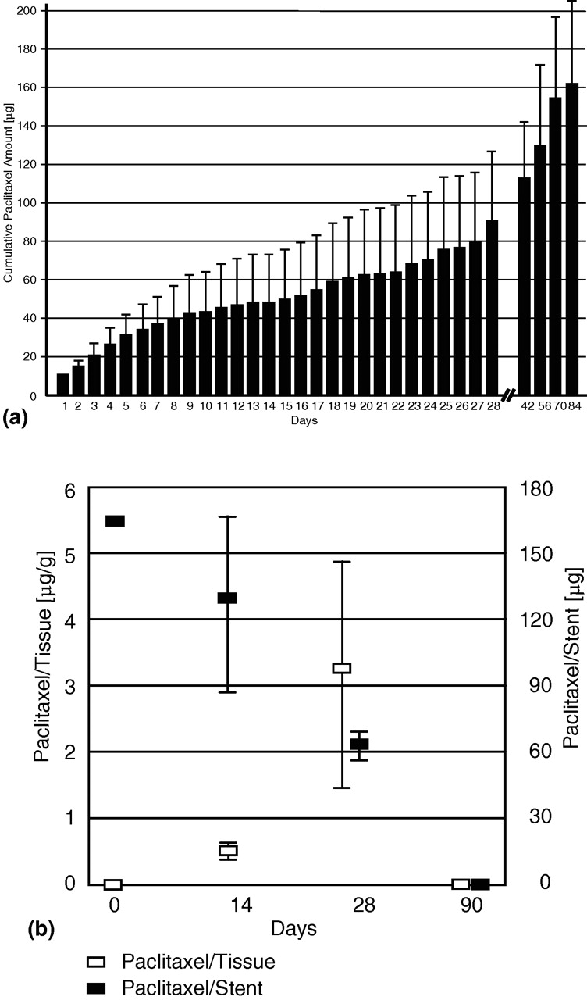 Cumulative Paclitaxel Amount [µg]
200
180
160
140
120
100
80
60
40
20
0
1 2 3 4 5 6 7 8 9 10 11 12 13 14 15 16 17 18 19 20 21 22 23 24 25 26 27 28 42 56 70 84
Days
(a)
Paclitaxel/Tissue [µg/g]
6
5
4
3
2
1
0
180
150
120
90
60
30
0
Paclitaxel/Stent [µg]
0 14 28 90
Days
(b)
Paclitaxel/Tissue
Paclitaxel/Stent